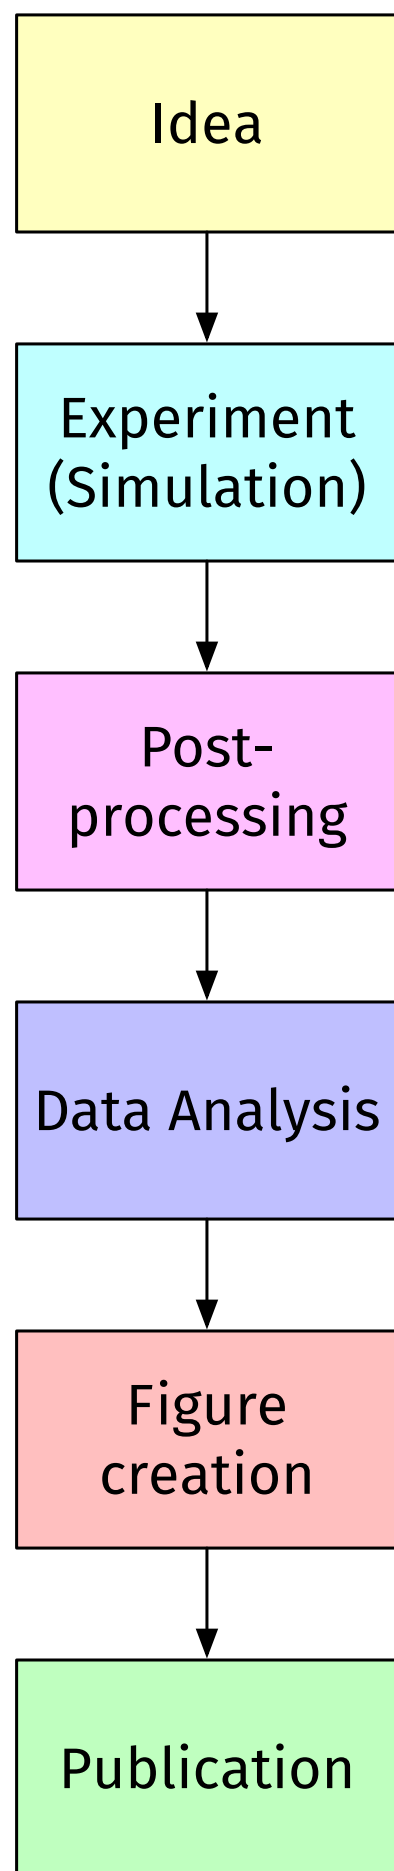 Idea
Experiment
(Simulation)
Post-
processing
Data Analysis
Figure
creation
Publication